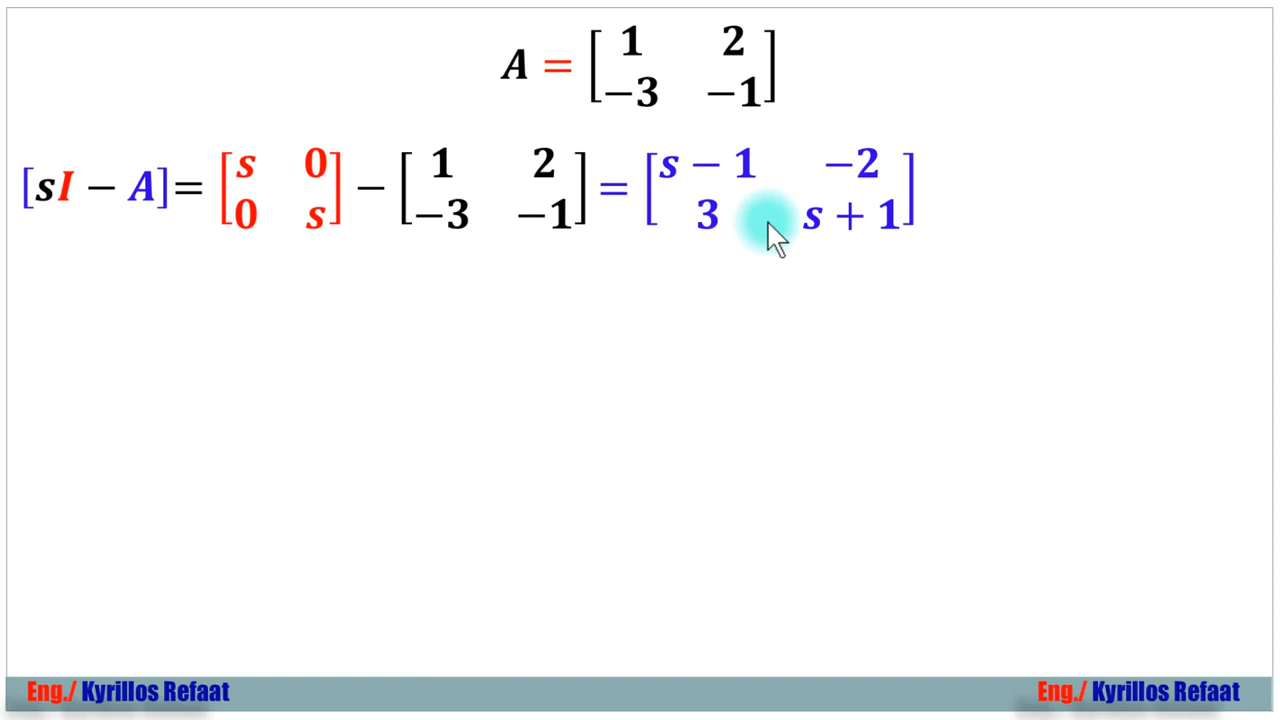 A = [1 2; −3 −1]
[sI − A]= [s 0; 0 s] − [1 2; −3 −1] = [s − 1 −2; 3 s + 1]
Eng./ Kyrillos Refaat Eng./ Kyrillos Refaat